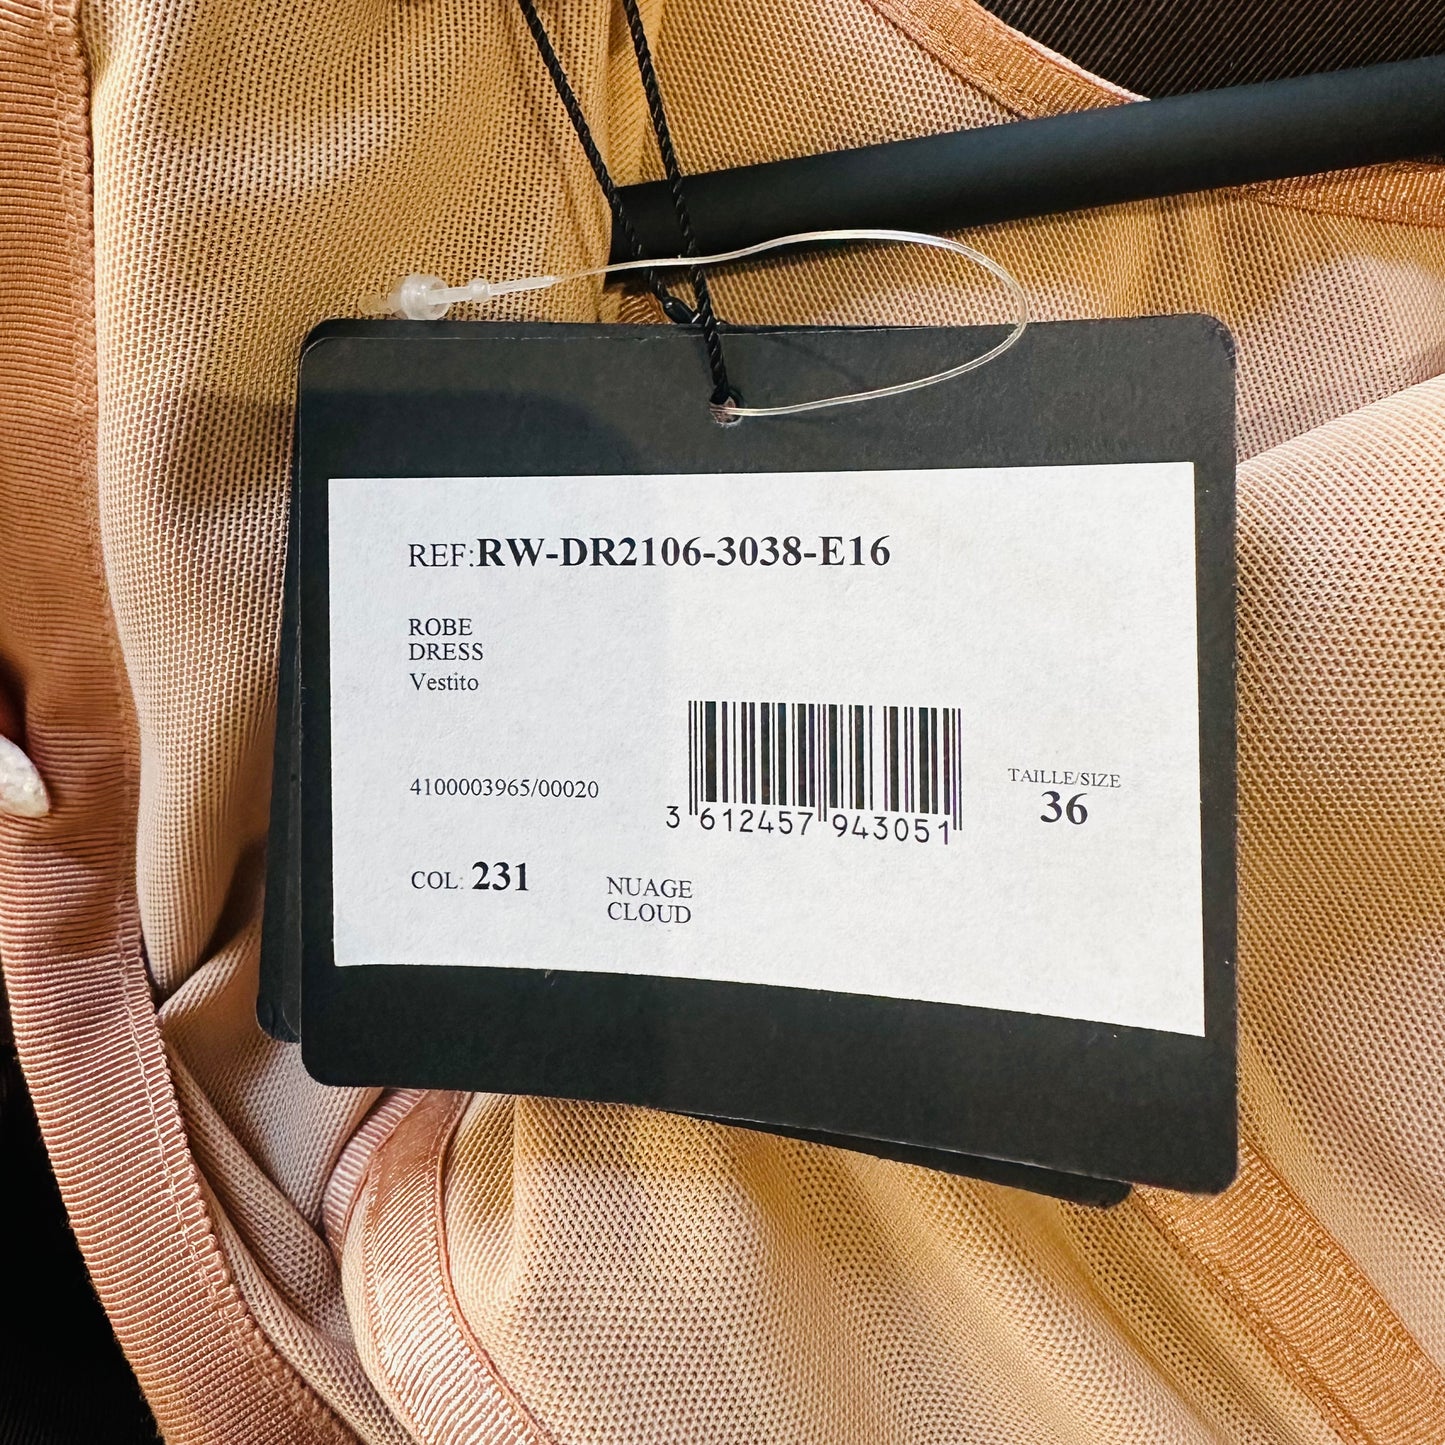 REF:RW-DR2106-3038-E16
ROBE
DRESS
Vestito
4100003965/00020
3 612457 943051
TAILLE/SIZE
36
COL: 231
NUAGE
CLOUD